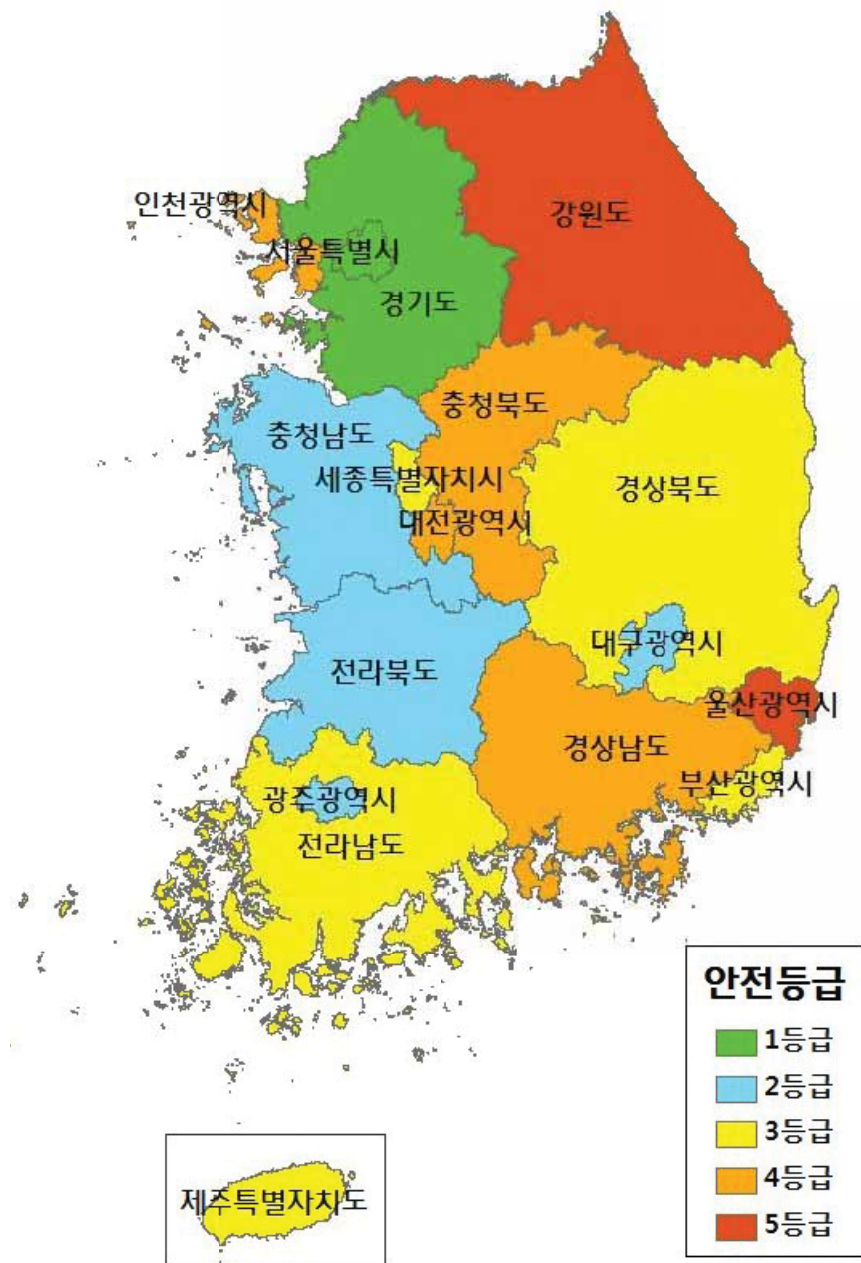 강원도
인천광역시
서울특별시
경기도
충청북도
충청남도
세종특별자치시
경상북도
대전광역시
대구광역시
전라북도
울산광역시
경상남도
부산광역시
광주광역시
전라남도
안전등급
1등급
2등급
3등급
4등급
5등급
제주특별자치도